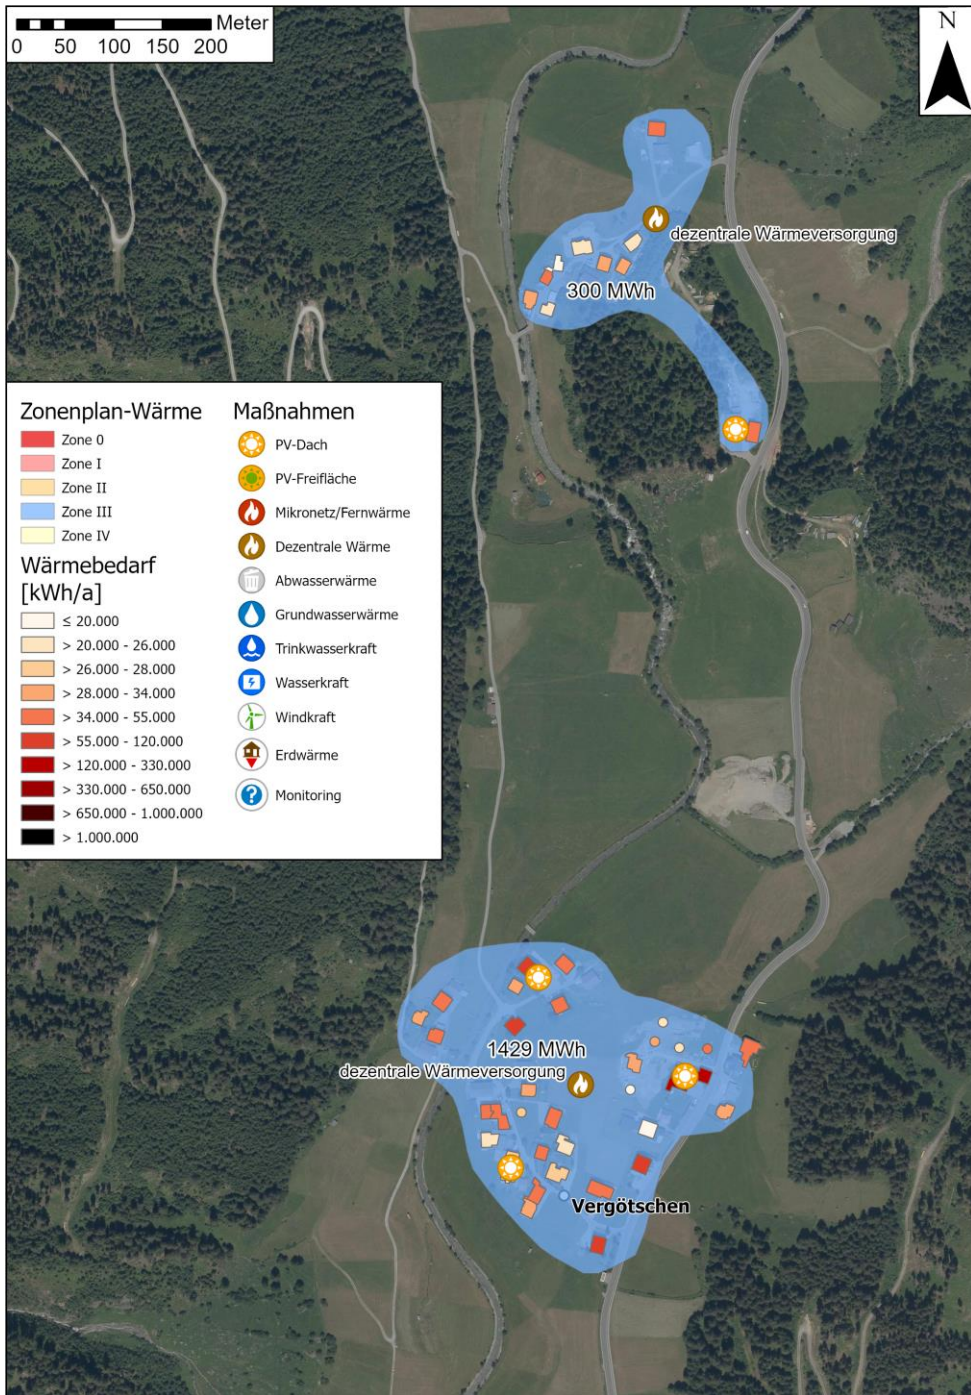 Meter
0 50 100 150 200
N
dezentrale Wärmeversorgung
300 MWh
Zonenplan-Wärme
Zone 0
Zone I
Zone II
Zone III
Zone IV
Wärmebedarf
[kWh/a]
≤ 20.000
> 20.000 - 26.000
> 26.000 - 28.000
> 28.000 - 34.000
> 34.000 - 55.000
> 55.000 - 120.000
> 120.000 - 330.000
> 330.000 - 650.000
> 650.000 - 1.000.000
> 1.000.000
Maßnahmen
PV-Dach
PV-Freifläche
Mikronetz/Fernwärme
Dezentrale Wärme
Abwasserwärme
Grundwasserwärme
Trinkwasserkraft
Wasserkraft
Windkraft
Erdwärme
?
Monitoring
1429 MWh
dezentrale Wärmeversorgung
Vergötschen